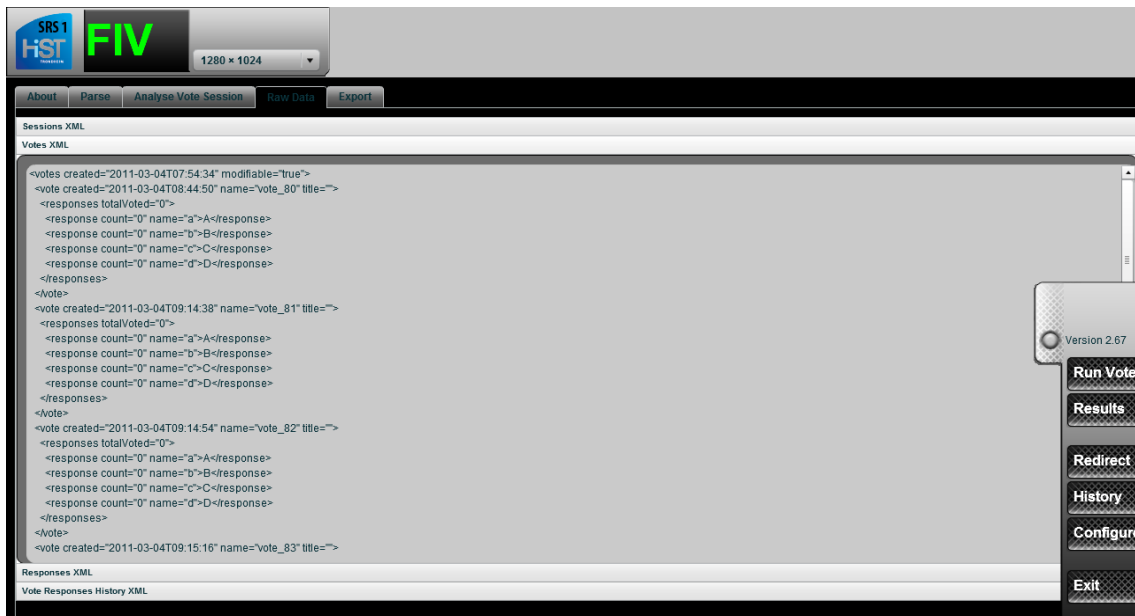 SRS 1
HiST
TRONDHEIM
FIV
1280 × 1024
About Parse Analyse Vote Session Raw Data Export
Sessions XML
Votes XML
<votes created="2011-03-04T07:54:34" modifiable="true">
<vote created="2011-03-04T08:44:50" name="vote_80" title="">
<responses totalVoted="0">
<response count="0" name="a">A</response>
<response count="0" name="b">B</response>
<response count="0" name="c">C</response>
<response count="0" name="d">D</response>
</responses>
</vote>
<vote created="2011-03-04T09:14:38" name="vote_81" title="">
<responses totalVoted="0">
<response count="0" name="a">A</response>
<response count="0" name="b">B</response>
<response count="0" name="c">C</response>
<response count="0" name="d">D</response>
</responses>
</vote>
<vote created="2011-03-04T09:14:54" name="vote_82" title="">
<responses totalVoted="0">
<response count="0" name="a">A</response>
<response count="0" name="b">B</response>
<response count="0" name="c">C</response>
<response count="0" name="d">D</response>
</responses>
</vote>
<vote created="2011-03-04T09:15:16" name="vote_83" title="">
Responses XML
Vote Responses History XML
Version 2.67
Run Vote
Results
Redirect
History
Configure
Exit